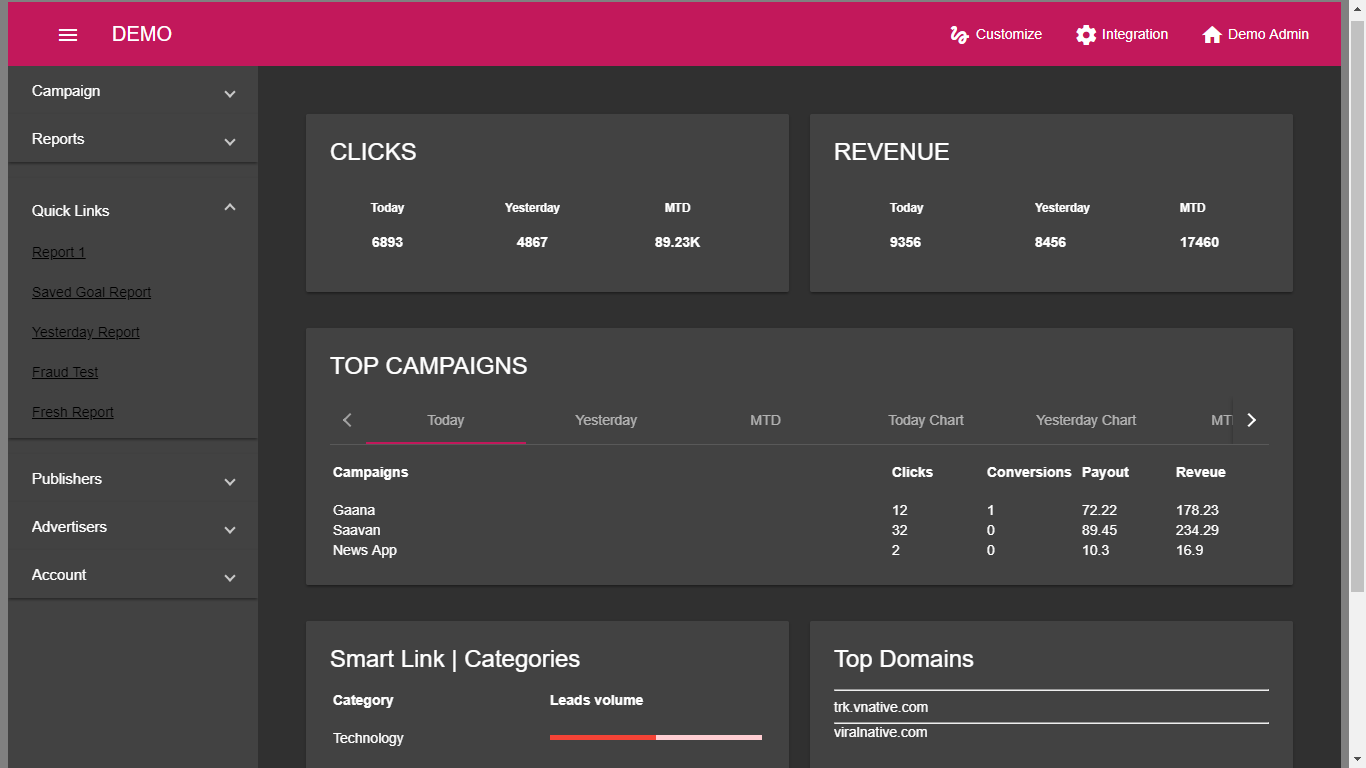 DEMO Customize Integration Demo Admin
Campaign
Reports
Quick Links
Report 1
Saved Goal Report
Yesterday Report
Fraud Test
Fresh Report
Publishers
Advertisers
Account
CLICKS
Today Yesterday MTD
6893 4867 89.23K
REVENUE
Today Yesterday MTD
9356 8456 17460
TOP CAMPAIGNS
Today Yesterday MTD Today Chart Yesterday Chart
Campaigns Clicks Conversions Payout Reveue
Gaana 12 1 72.22 178.23
Saavan 32 0 89.45 234.29
News App 2 0 10.3 16.9
Smart Link | Categories
Category Leads volume
Technology
Top Domains
trk.vnative.com
viralnative.com